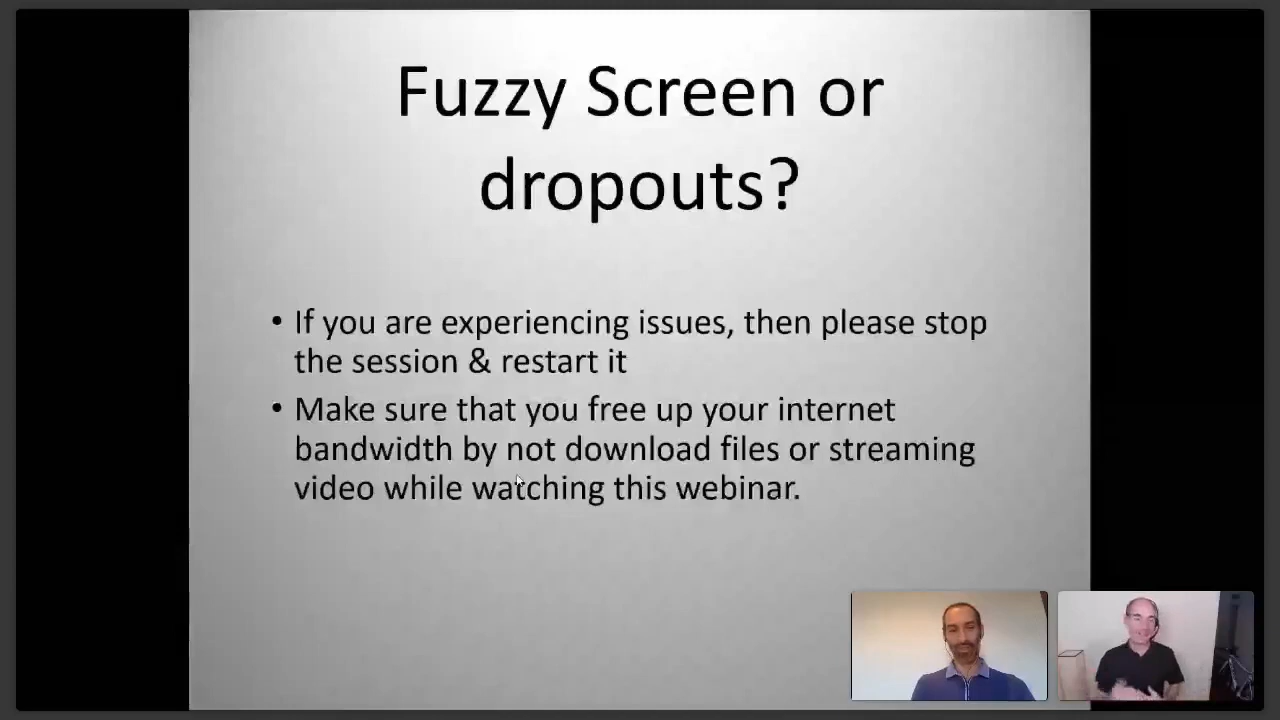 Fuzzy Screen or
dropouts?
• If you are experiencing issues, then please stop
the session & restart it
• Make sure that you free up your internet
bandwidth by not download files or streaming
video while watching this webinar.